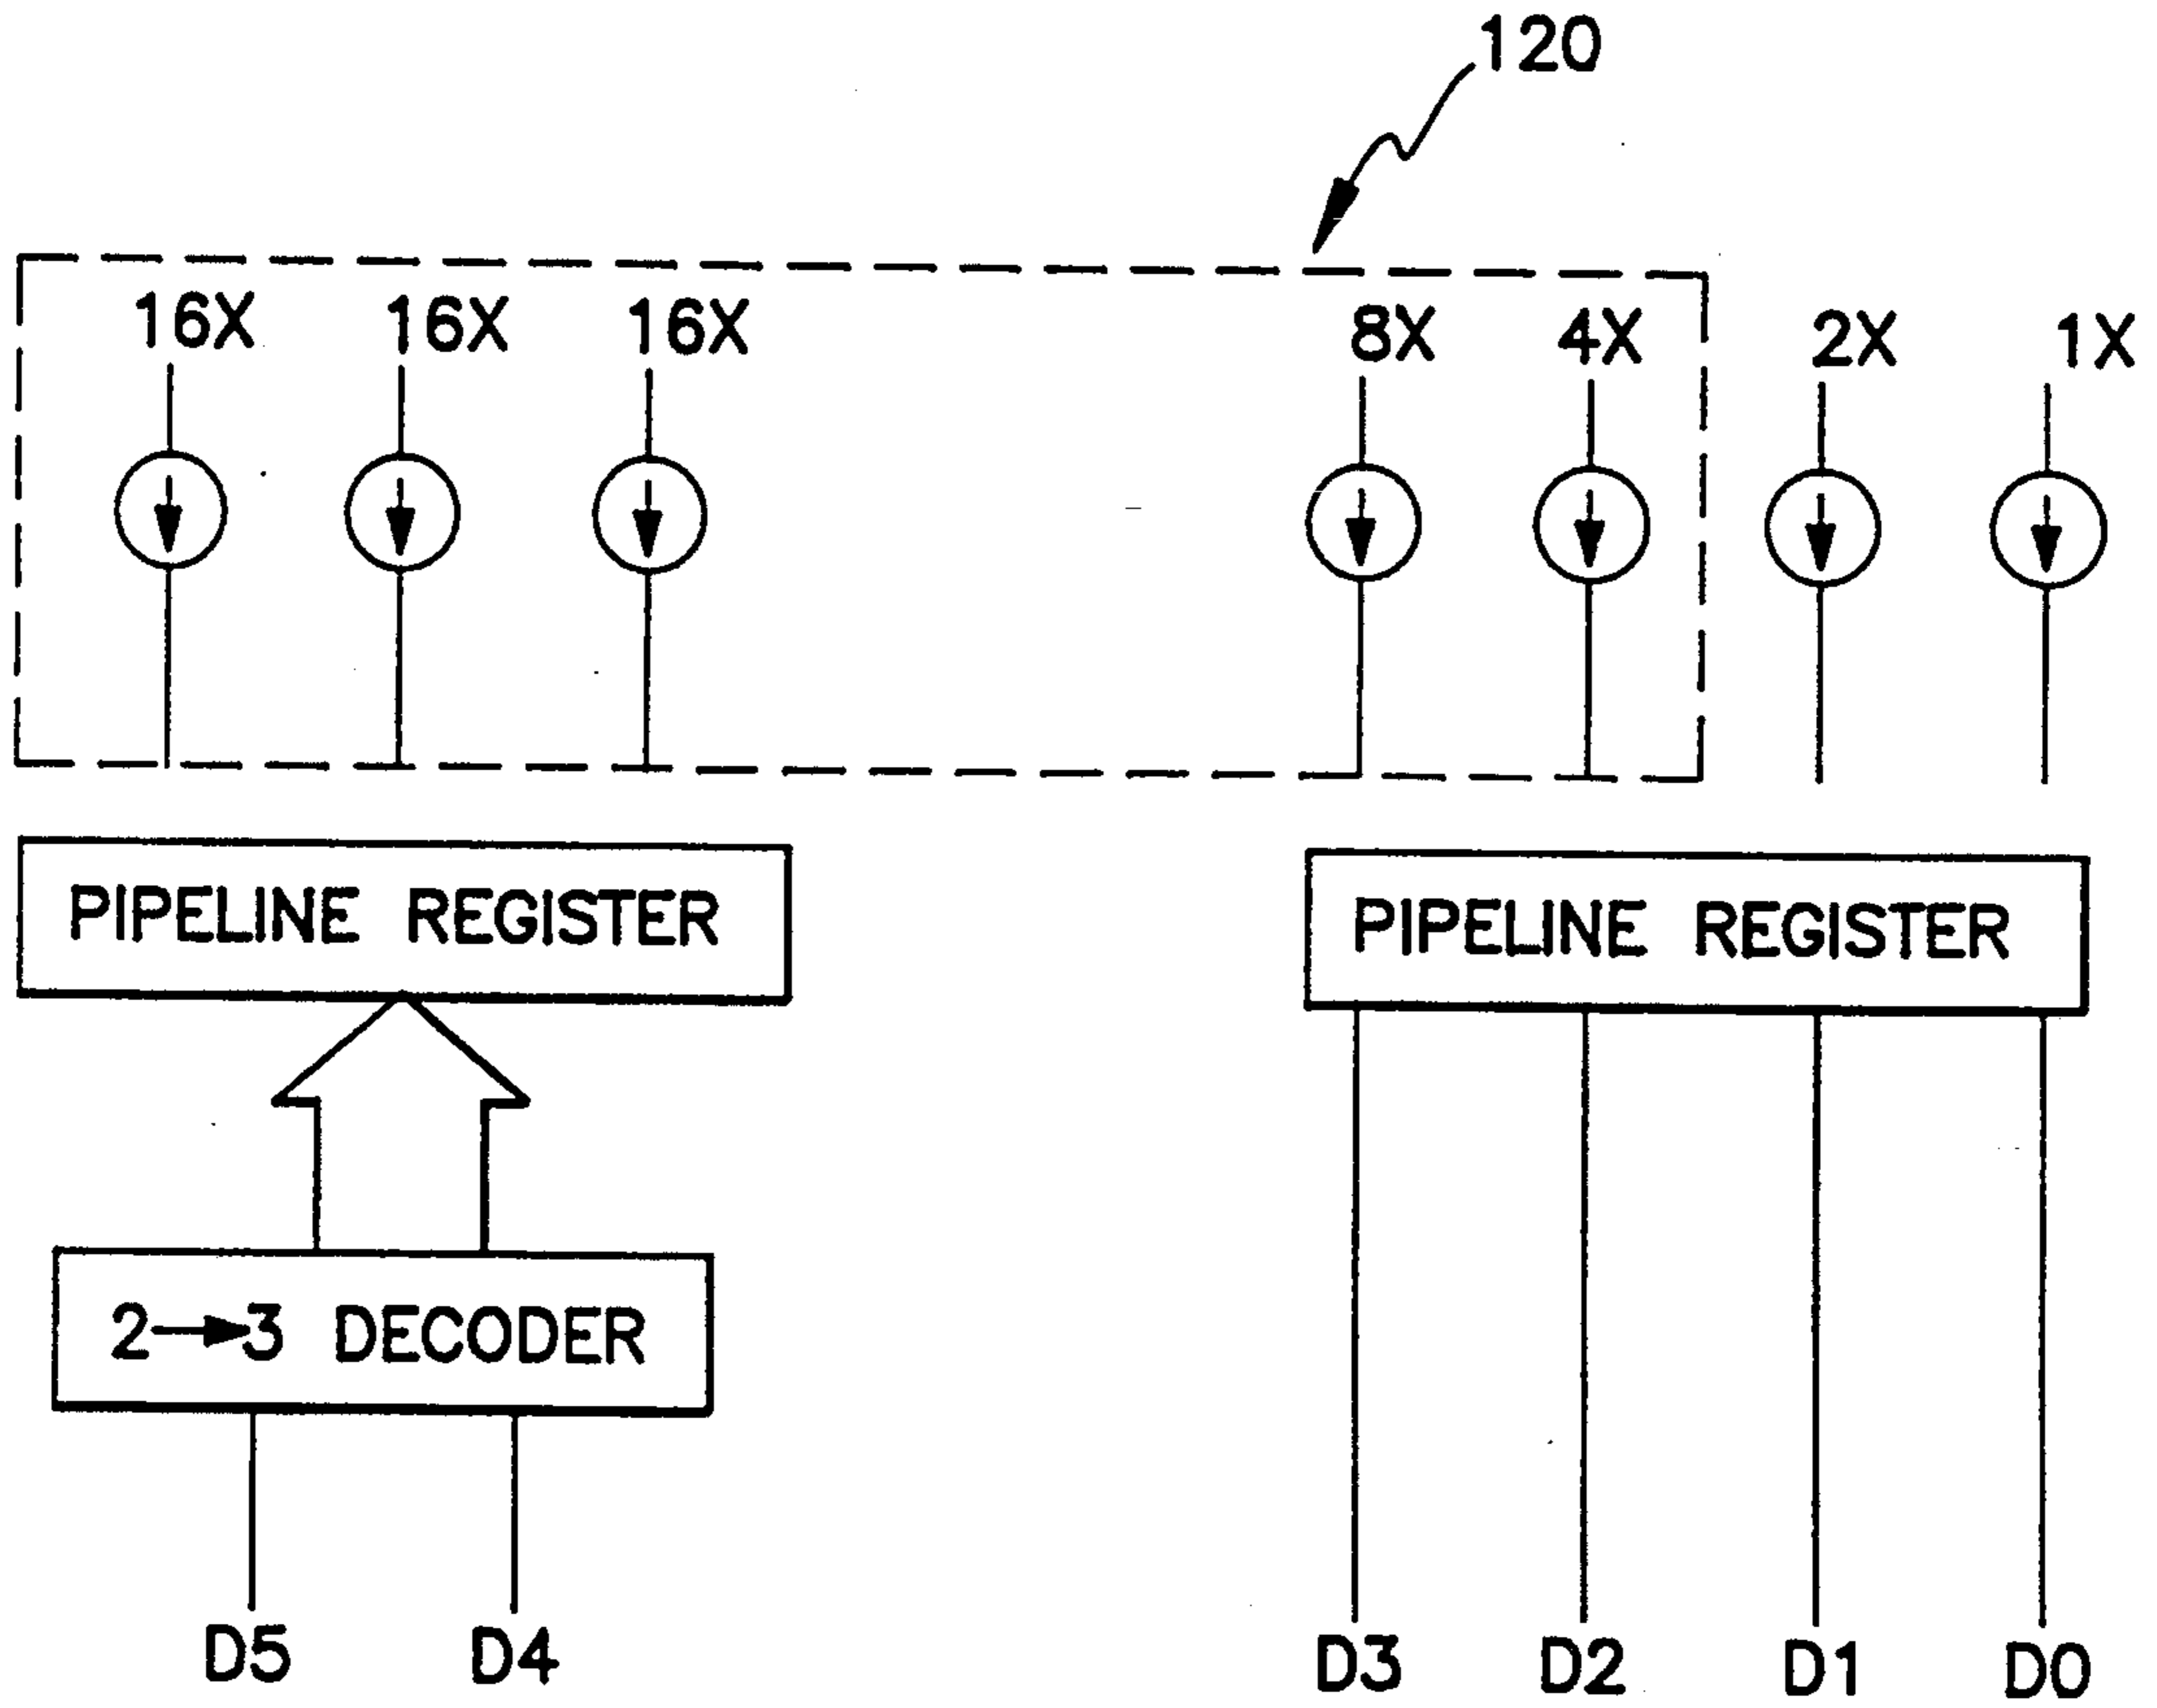 120
16X 16X 16X 8X 4X 2X 1X
PIPELINE REGISTER PIPELINE REGISTER
2→3 DECODER
D5 D4 D3 D2 D1 D0